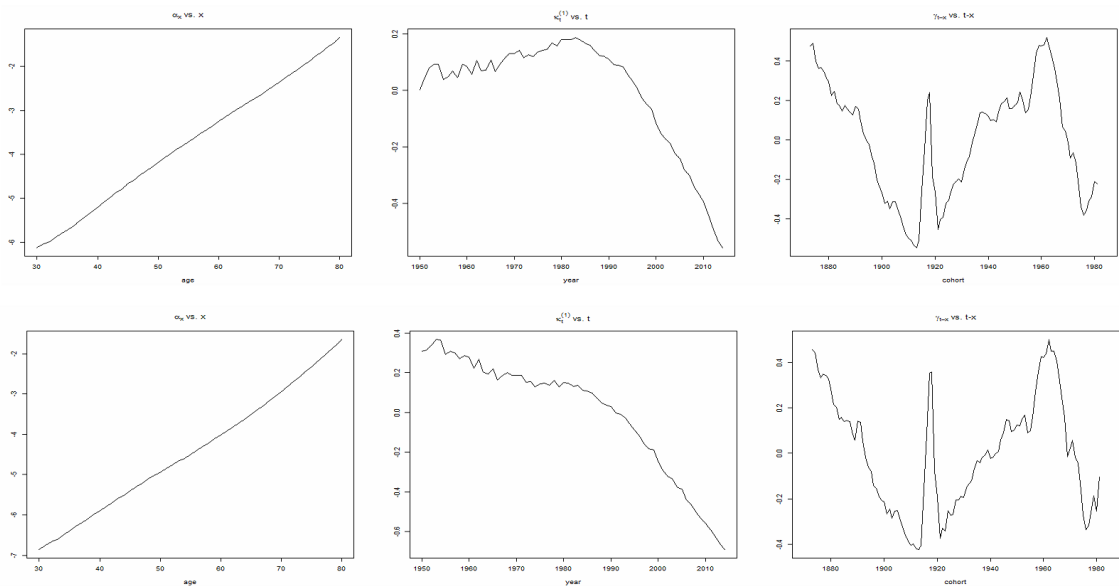 αₓ vs. x
-2
-3
-4
-5
-6
30 40 50 60 70 80
age
κₜ⁽¹⁾ vs. t
0.2
0.0
-0.2
-0.4
1950 1960 1970 1980 1990 2000 2010
year
γₜ₋ₓ vs. t-x
0.4
0.2
0.0
-0.2
-0.4
1880 1900 1920 1940 1960 1980
cohort
αₓ vs. x
-2
-3
-4
-5
-6
-7
30 40 50 60 70 80
age
κₜ⁽¹⁾ vs. t
0.4
0.2
0.0
-0.2
-0.4
-0.6
1950 1960 1970 1980 1990 2000 2010
year
γₜ₋ₓ vs. t-x
0.4
0.2
0.0
-0.2
-0.4
1880 1900 1920 1940 1960 1980
cohort